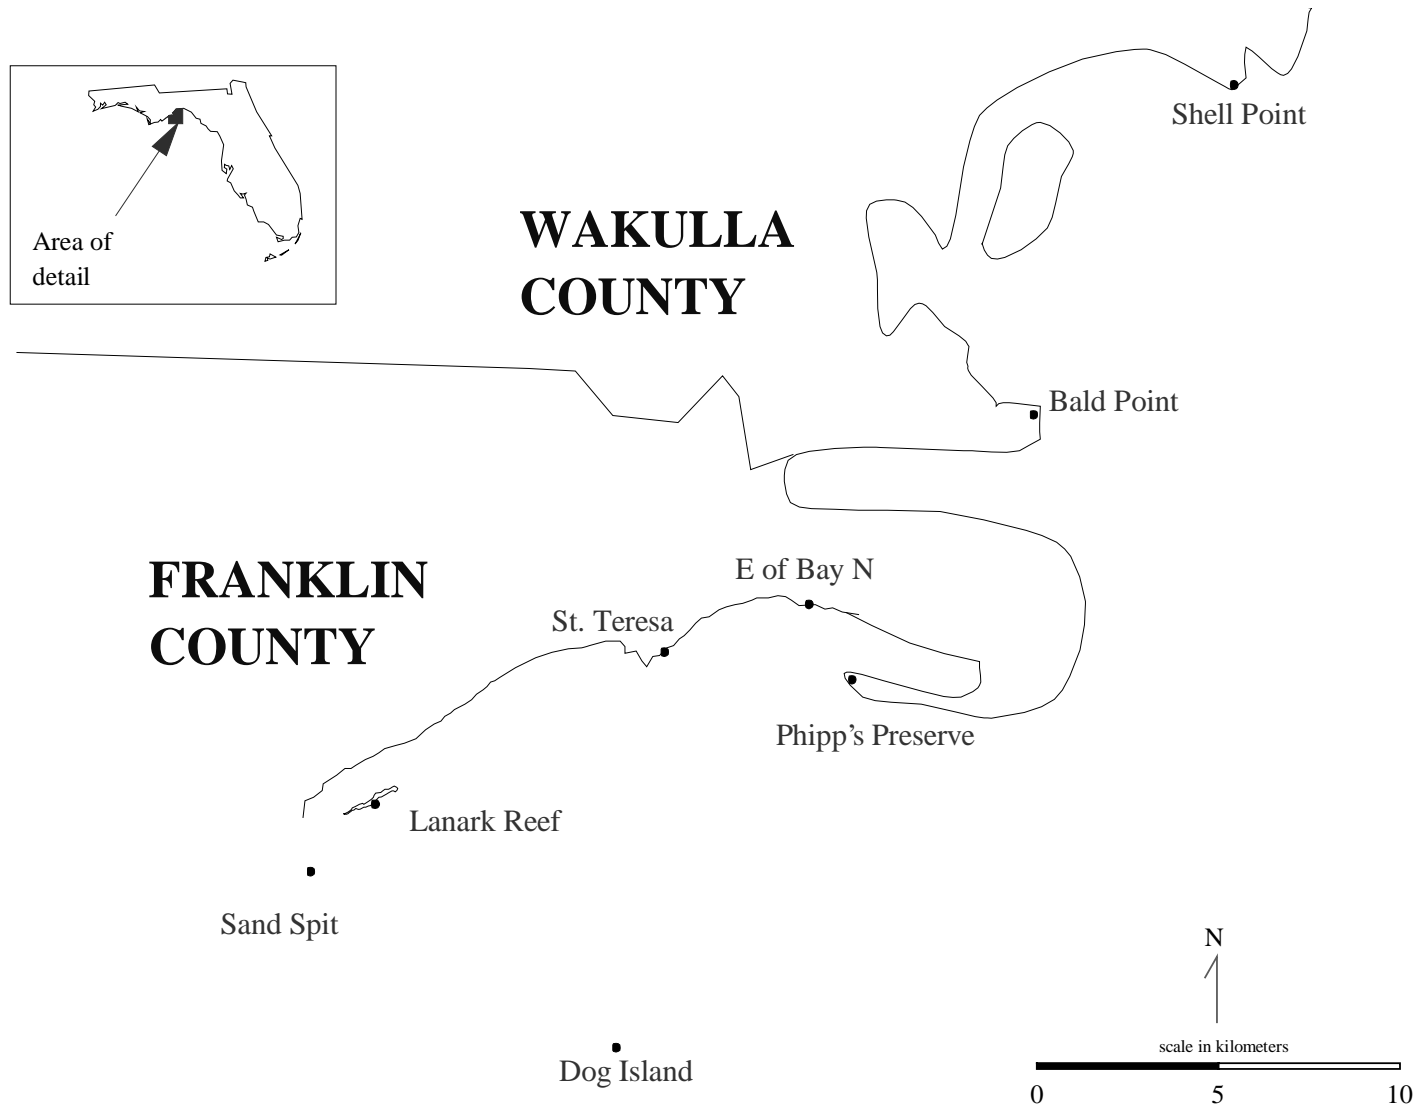 Shell Point
Area of
detail
WAKULLA
COUNTY
Bald Point
E of Bay N
FRANKLIN
COUNTY
St. Teresa
Phipp’s Preserve
Lanark Reef
Sand Spit
N
scale in kilometers
Dog Island
0 5 10